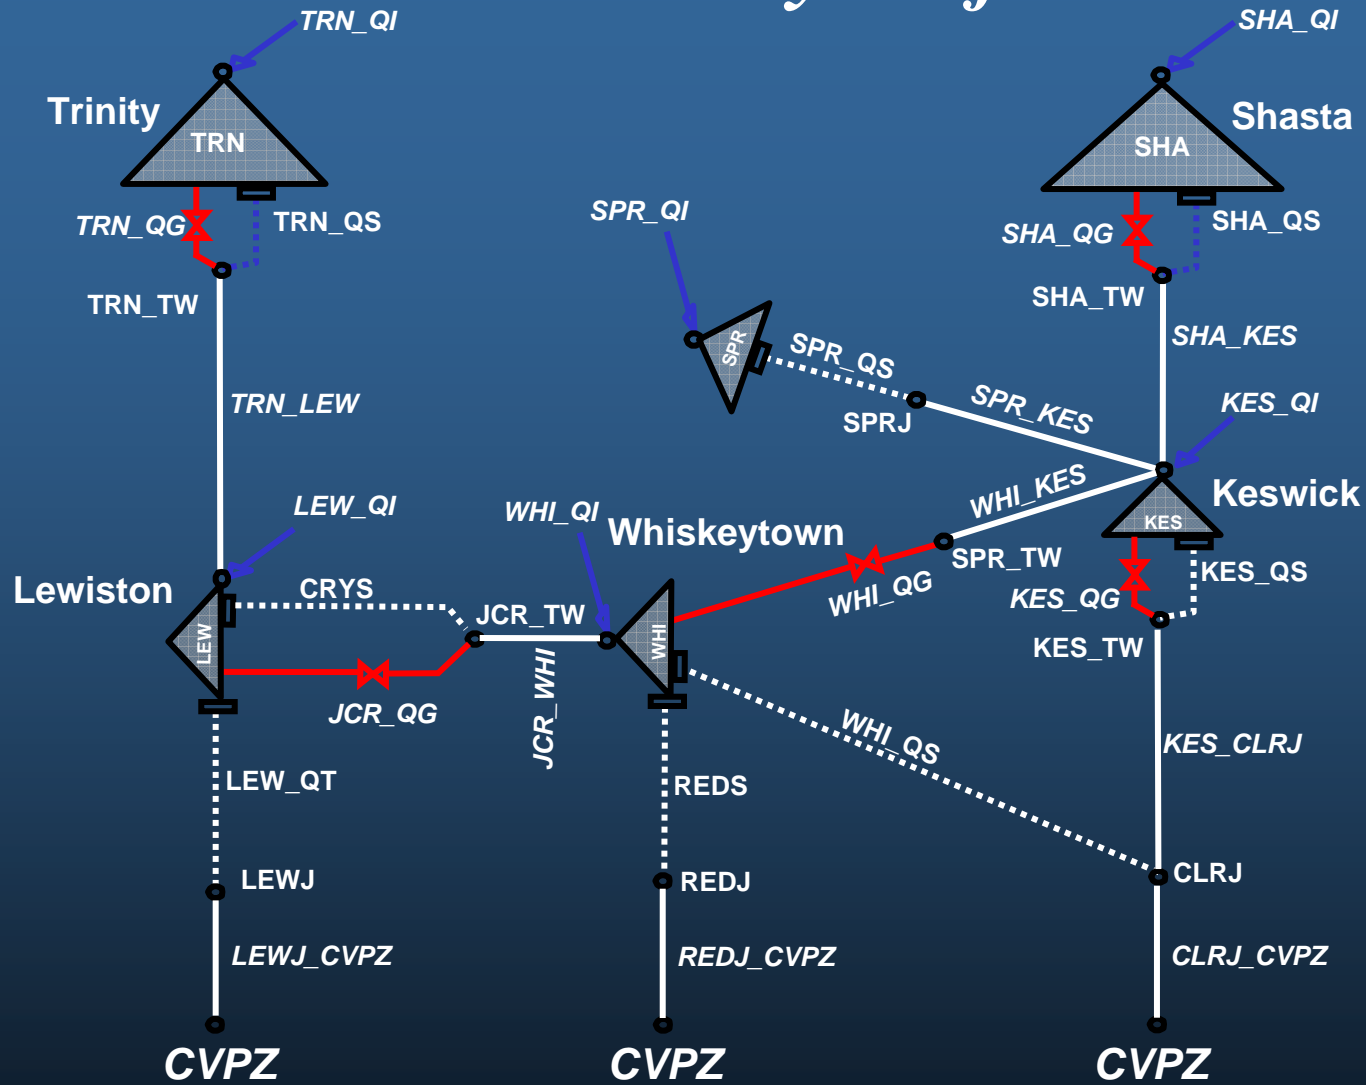 TRN_QI
SHA_QI
Trinity
Shasta
TRN
SHA
TRN_QG
TRN_QS
SPR_QI
SHA_QG
SHA_QS
TRN_TW
SHA_TW
SPR
SPR_QS
SHA_KES
TRN_LEW
SPRJ
SPR_KES
KES_QI
LEW_QI
WHI_QI
Whiskeytown
WHI_KES
Keswick
KES
Lewiston
CRYS
JCR_TW
SPR_TW
WHI_QG
KES_QG
KES_QS
LEW
WHI
KES_TW
JCR_QG
JCR_WHI
WHI_QS
KES_CLRJ
LEW_QT
REDS
LEWJ
REDJ
CLRJ
LEWJ_CVPZ
REDJ_CVPZ
CLRJ_CVPZ
CVPZ
CVPZ
CVPZ